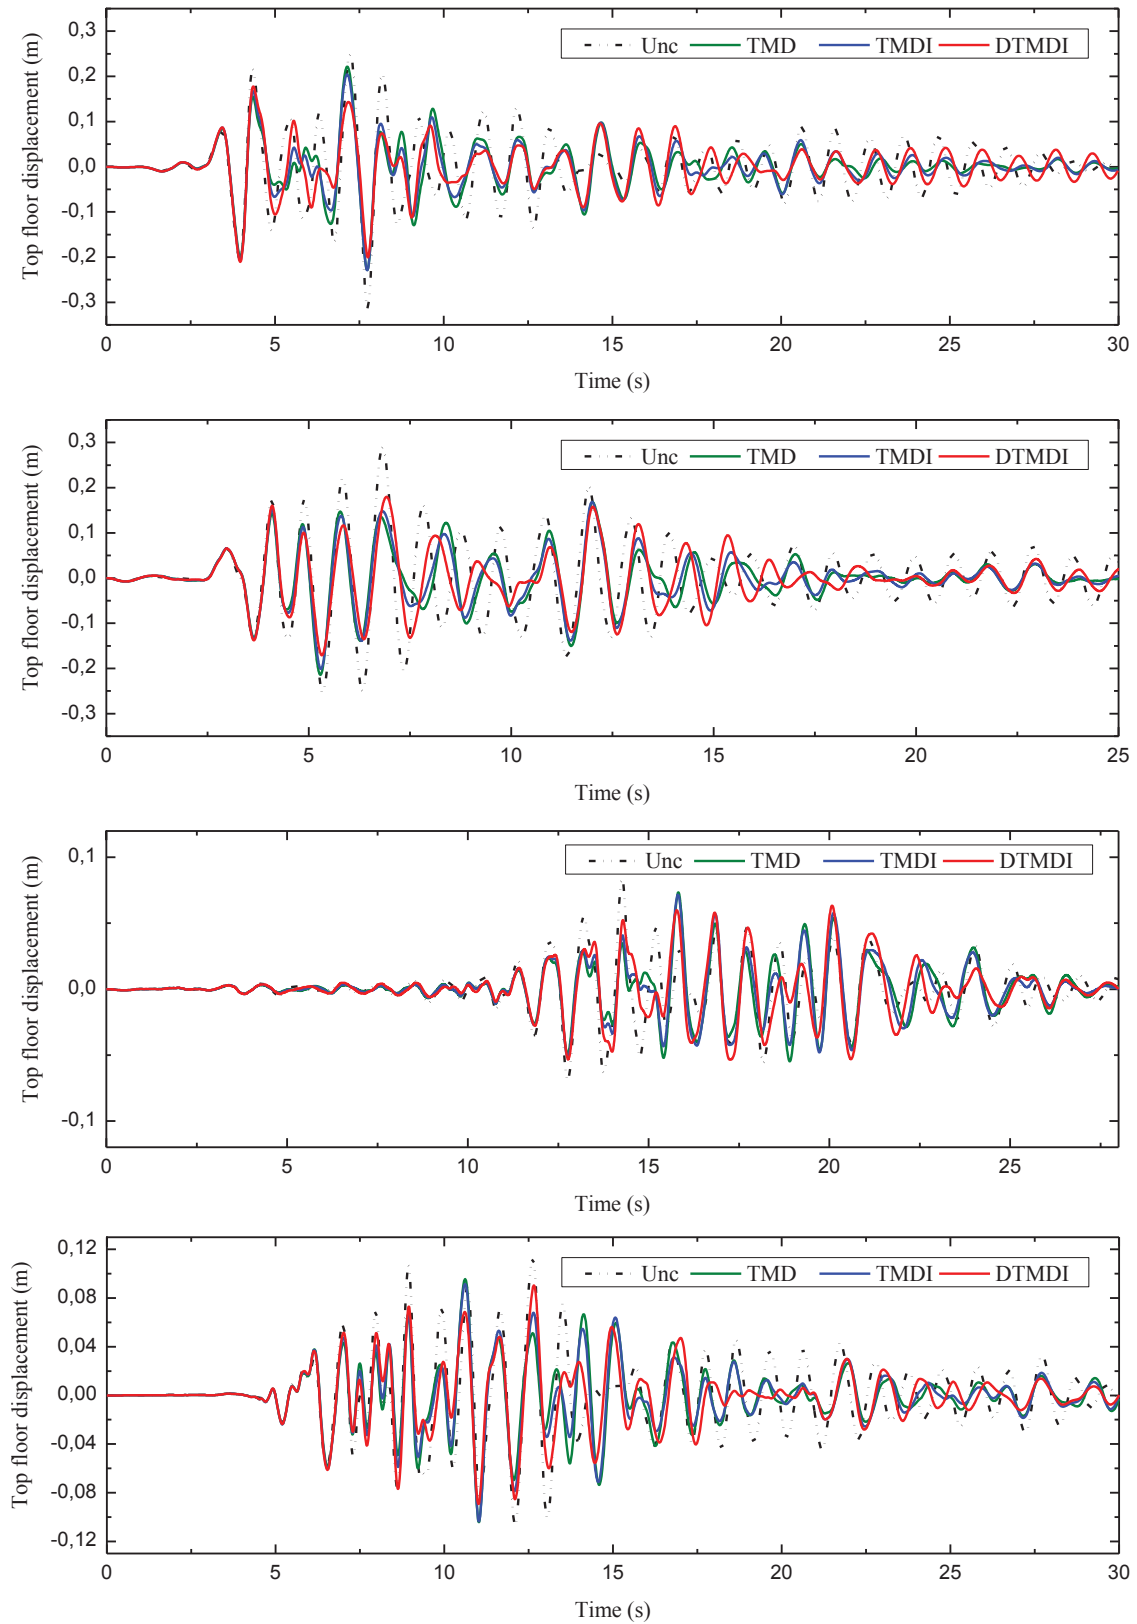 Top floor displacement (m)
0,3
0,2
0,1
0,0
-0,1
-0,2
-0,3
Unc TMD TMDI DTMDI
0 5 10 15 20 25 30
Time (s)
Top floor displacement (m)
0,3
0,2
0,1
0,0
-0,1
-0,2
-0,3
Unc TMD TMDI DTMDI
0 5 10 15 20 25
Time (s)
Top floor displacement (m)
0,1
0,0
-0,1
Unc TMD TMDI DTMDI
0 5 10 15 20 25
Time (s)
Top floor displacement (m)
0,12
0,08
0,04
0,00
-0,04
-0,08
-0,12
Unc TMD TMDI DTMDI
0 5 10 15 20 25 30
Time (s)